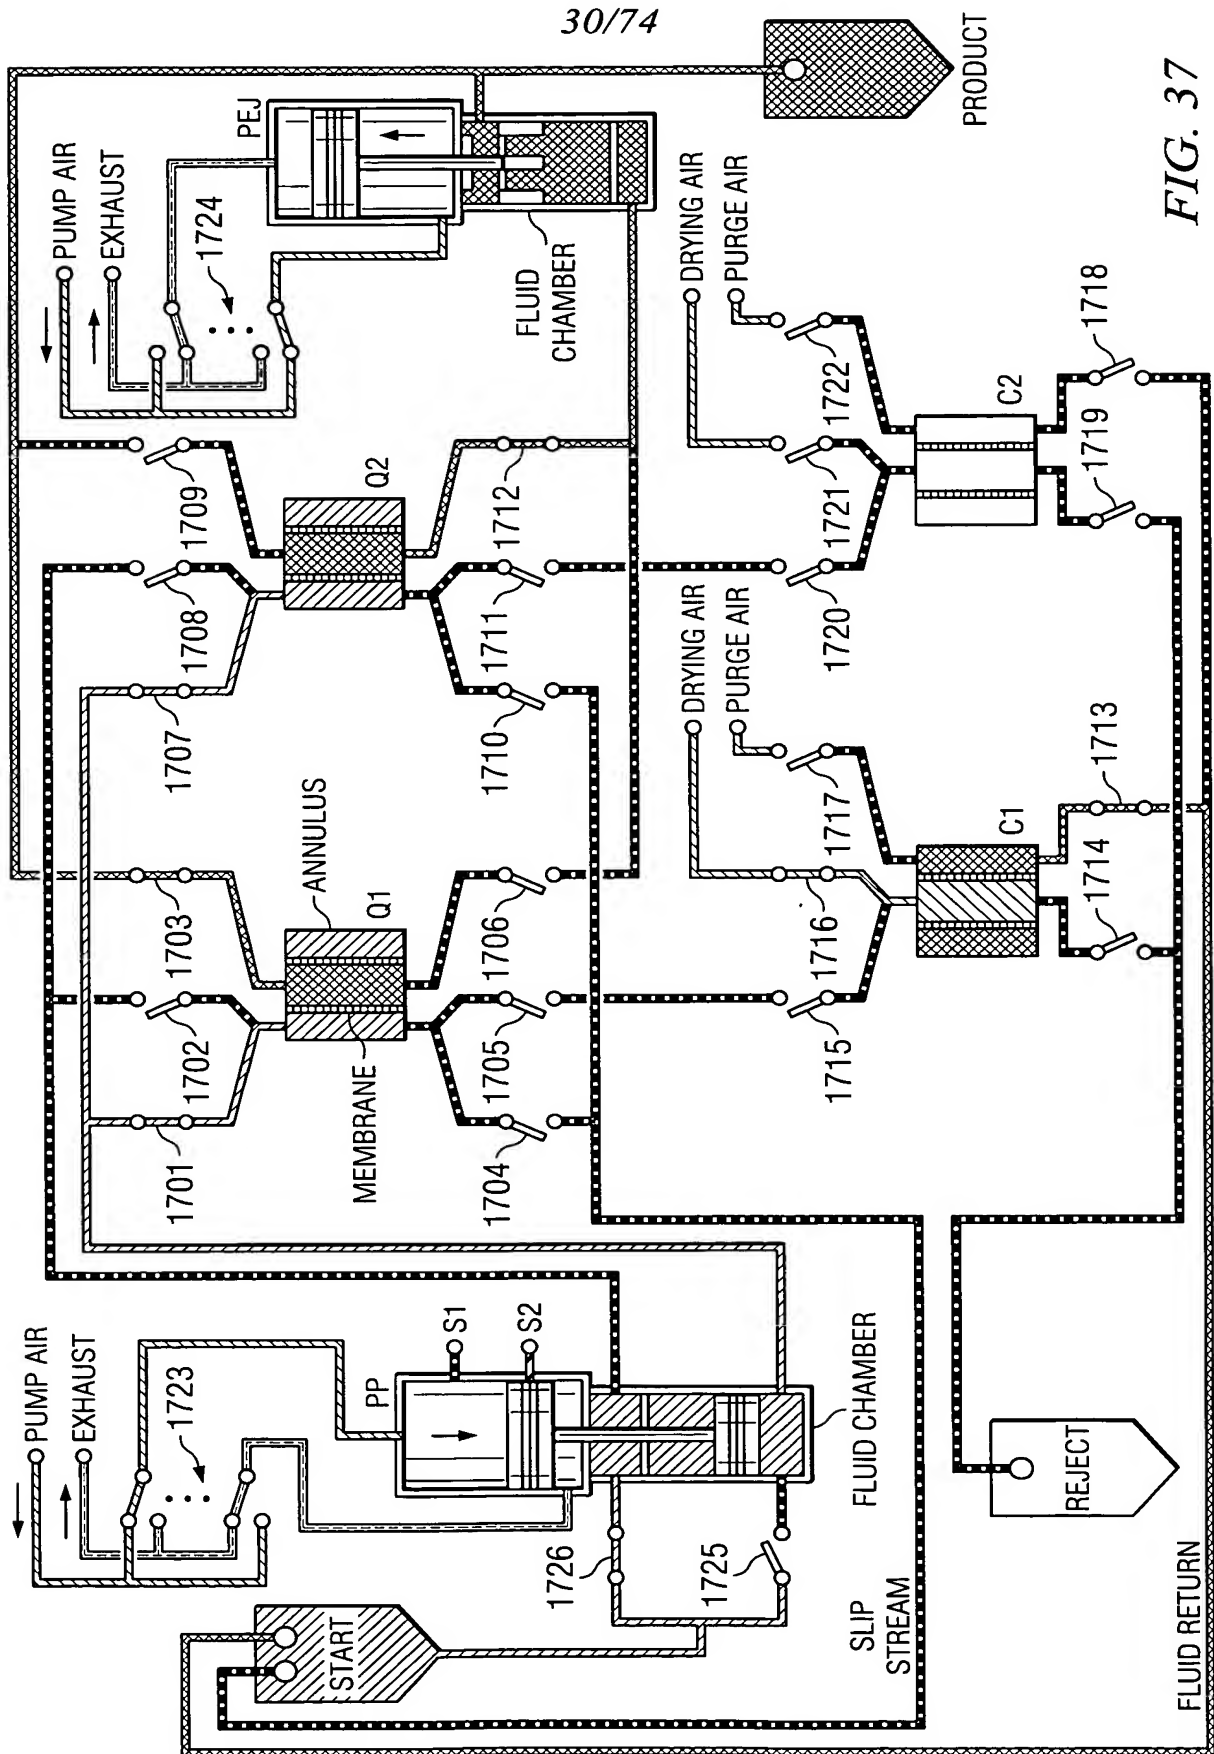 30/74
PUMP AIR
EXHAUST
1724
PEJ
FLUID
CHAMBER
PRODUCT
FIG. 37
1709
1708
1707
Q2
1712
1711
1710
DRYING AIR
PURGE AIR
1722
1721
1720
C2
1718
1719
1703
1702
1701
ANNULUS
Q1
MEMBRANE
1706
1705
1704
DRYING AIR
PURGE AIR
1717
1716
1715
C1
1713
1714
PUMP AIR
EXHAUST
1723
PP
S1
S2
FLUID CHAMBER
1726
1725
START
SLIP
STREAM
REJECT
FLUID RETURN